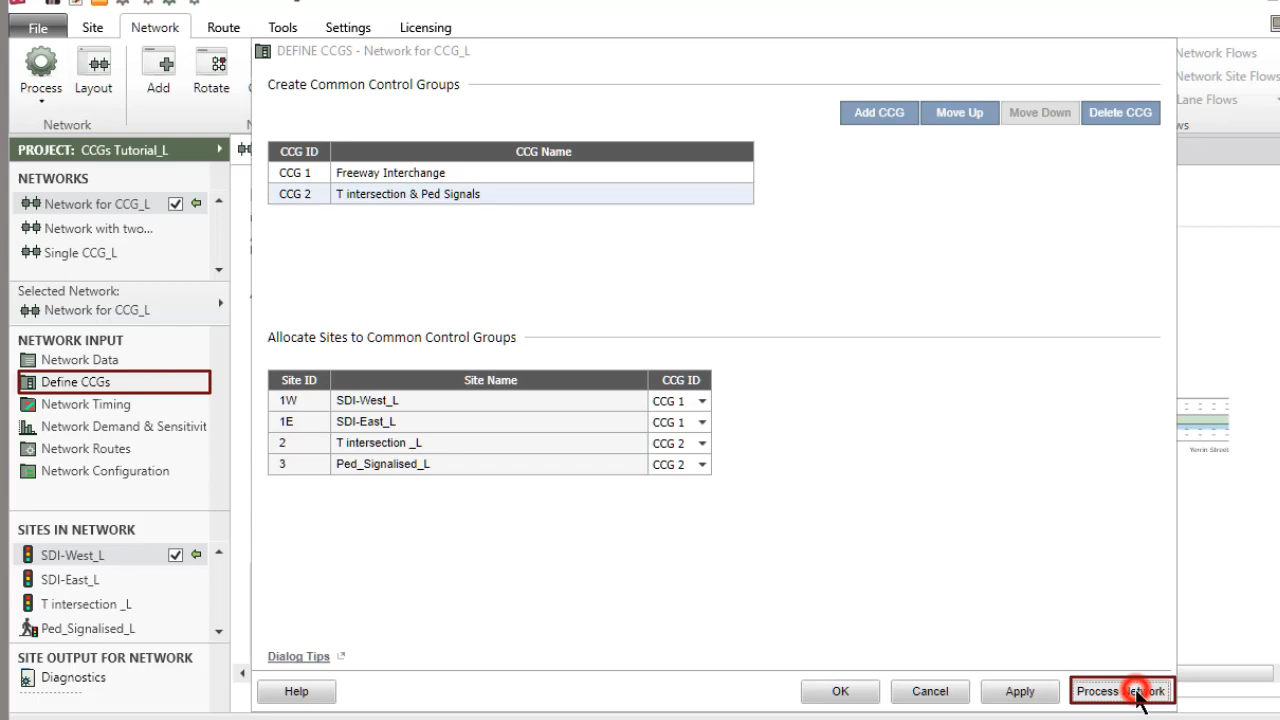 File Site Network Route Tools Settings Licensing
Process Layout Add Rotate
Network
DEFINE CCGS - Network for CCG_L
Network Flows
Network Site Flows
Lane Flows
ws
Create Common Control Groups
Add CCG Move Up Move Down Delete CCG
CCG ID CCG Name
CCG 1 Freeway Interchange
CCG 2 T intersection & Ped Signals
Allocate Sites to Common Control Groups
Site ID Site Name CCG ID
1W SDI-West_L CCG 1
1E SDI-East_L CCG 1
2 T intersection _L CCG 2
3 Ped_Signalised_L CCG 2
Dialog Tips
Help OK Cancel Apply Process Network
PROJECT: CCGs Tutorial_L
NETWORKS
Network for CCG_L
Network with two...
Single CCG_L
Selected Network:
Network for CCG_L
NETWORK INPUT
Network Data
Define CCGs
Network Timing
Network Demand & Sensitivit
Network Routes
Network Configuration
SITES IN NETWORK
SDI-West_L
SDI-East_L
T intersection _L
Ped_Signalised_L
SITE OUTPUT FOR NETWORK
Diagnostics